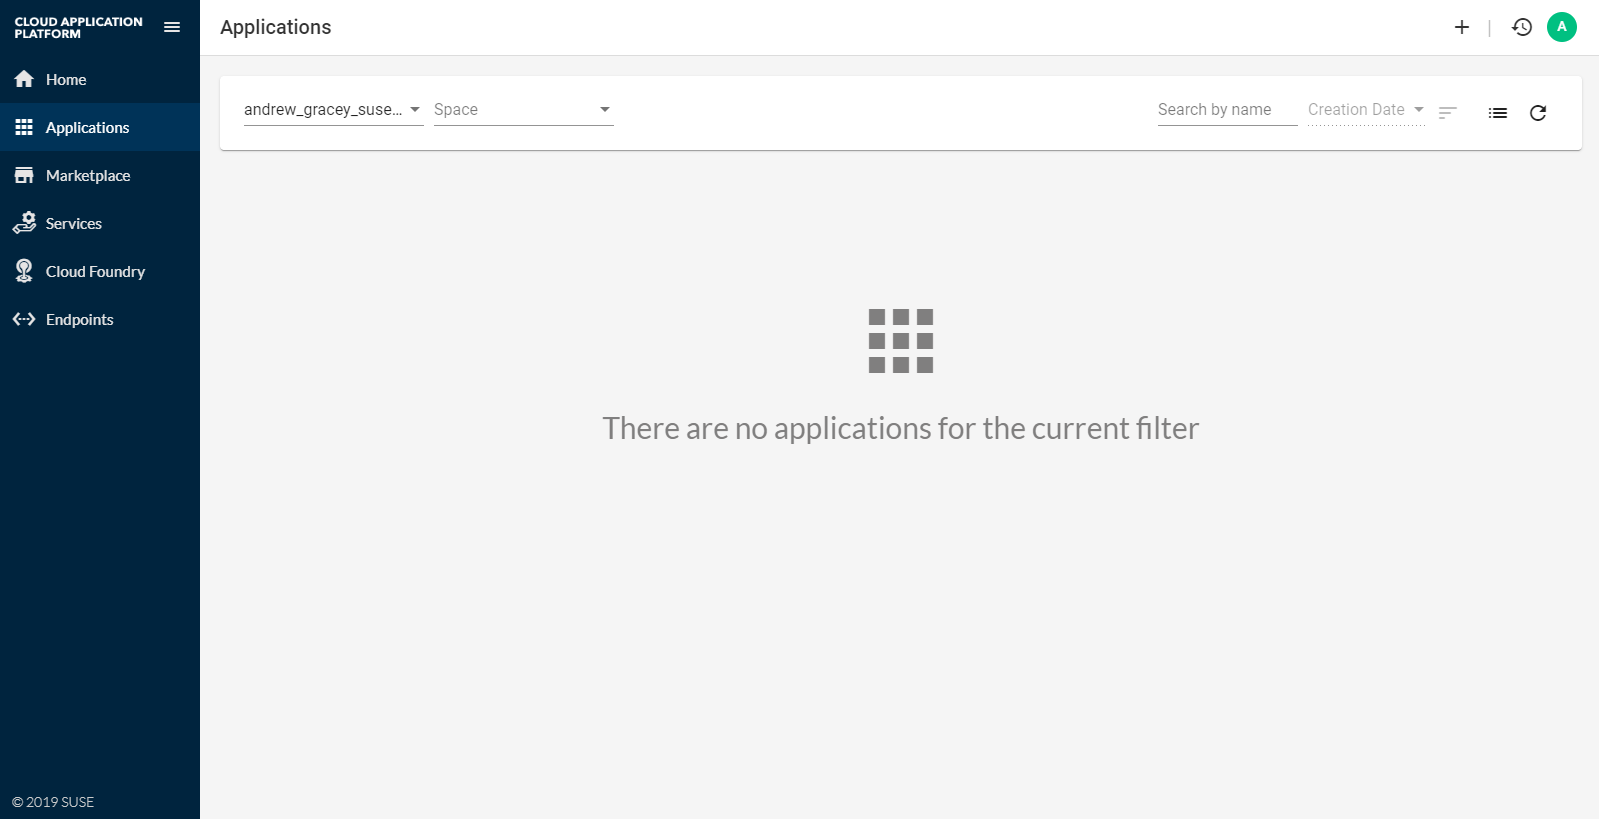 CLOUD APPLICATION
PLATFORM
Applications
A
Home
Applications
Marketplace
Services
Cloud Foundry
Endpoints
andrew_gracey_suse...
Space
Search by name
Creation Date
There are no applications for the current filter
© 2019 SUSE